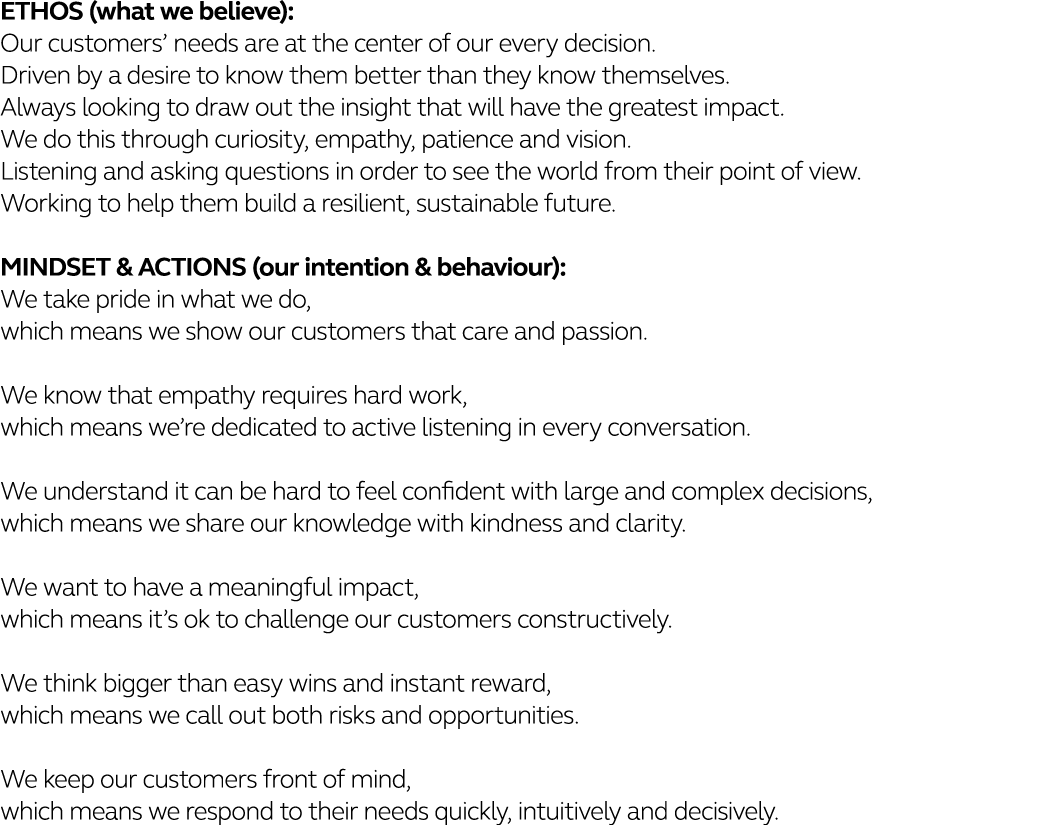 ETHOS (what we believe):
Our customers’ needs are at the center of our every decision.
Driven by a desire to know them better than they know themselves.
Always looking to draw out the insight that will have the greatest impact.
We do this through curiosity, empathy, patience and vision.
Listening and asking questions in order to see the world from their point of view.
Working to help them build a resilient, sustainable future.
MINDSET & ACTIONS (our intention & behaviour):
We take pride in what we do,
which means we show our customers that care and passion.
We know that empathy requires hard work,
which means we’re dedicated to active listening in every conversation.
We understand it can be hard to feel confident with large and complex decisions,
which means we share our knowledge with kindness and clarity.
We want to have a meaningful impact,
which means it’s ok to challenge our customers constructively.
We think bigger than easy wins and instant reward,
which means we call out both risks and opportunities.
We keep our customers front of mind,
which means we respond to their needs quickly, intuitively and decisively.